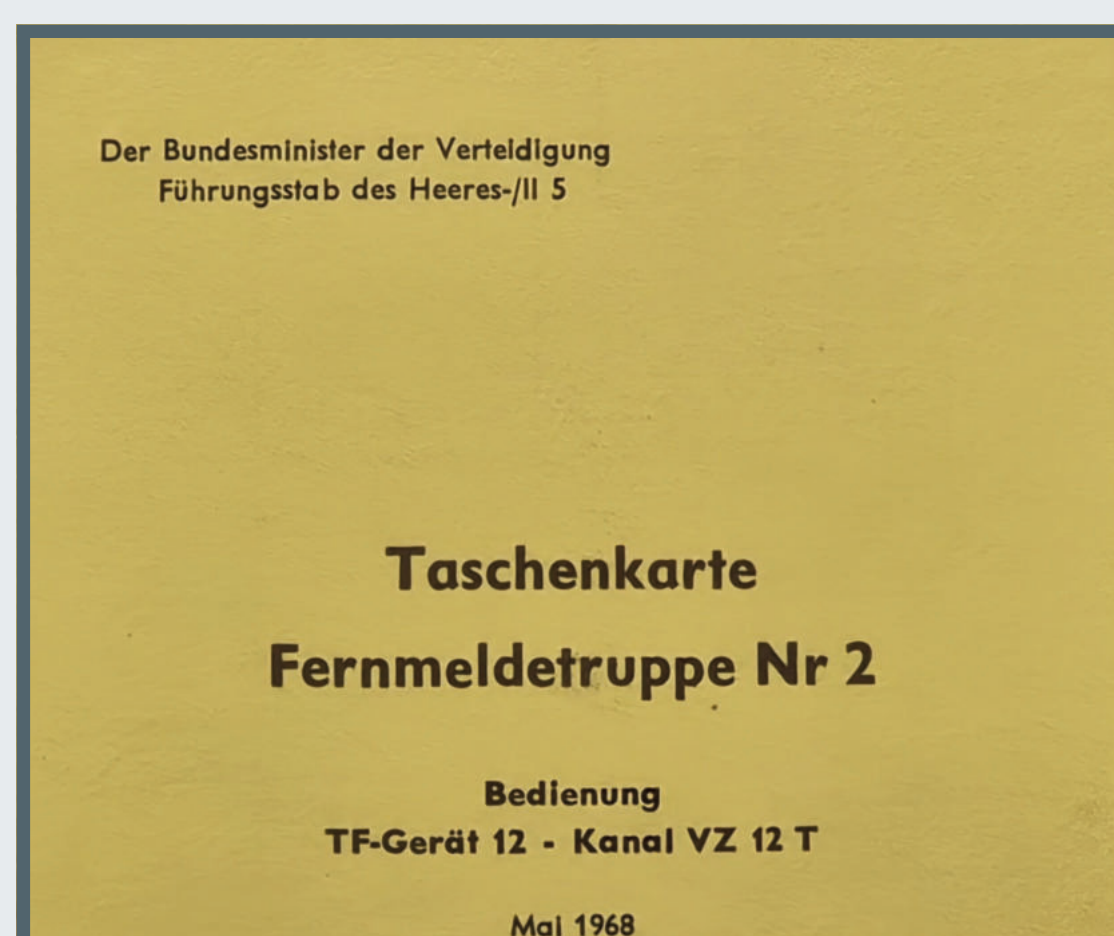 Der Bundesminister der Verteidigung
Führungsstab des Heeres-/II 5
Taschenkarte
Fernmeldetruppe Nr 2
Bedienung
TF-Gerät 12 - Kanal VZ 12 T
Mai 1968